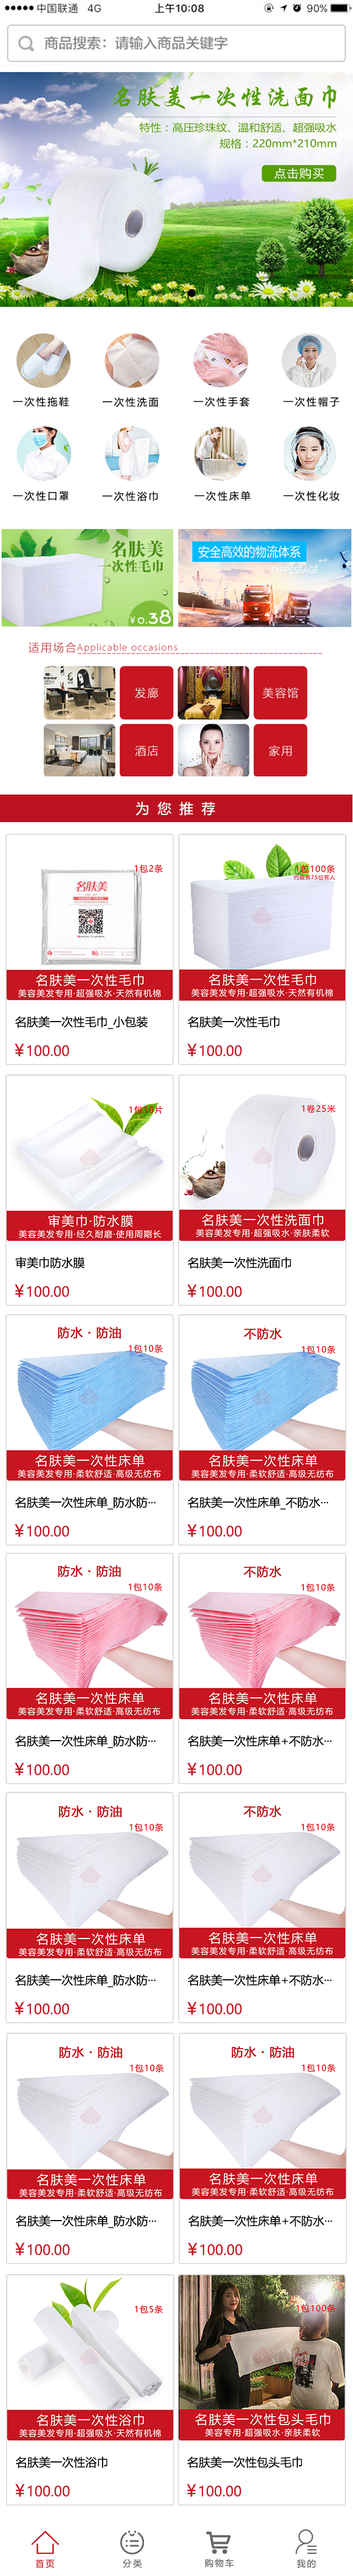 中国联通 4G 上午10:08 90%
商品搜索：请输入商品关键字
名肤美一次性洗面巾
特性：高压珍珠纹、温和舒适、超强吸水
规格：220mm*210mm
点击购买
一次性拖鞋 一次性洗面 一次性手套 一次性帽子
一次性口罩 一次性浴巾 一次性床单 一次性化妆
名肤美
一次性毛巾
¥0.38
安全高效的物流体系
EXPRESSAGE
适用场合Applicable occasions
发廊 美容馆
酒店 家用
为您推荐
1包2条
名肤美
名肤美一次性毛巾
美容美发专用·超强吸水·天然有机棉
名肤美一次性毛巾_小包装
¥100.00
1包100条
约服务75位客人
名肤美一次性毛巾
美容美发专用·超强吸水·天然有机棉
名肤美一次性毛巾
¥100.00
1包10片
审美巾·防水膜
美容美发专用·经久耐磨·使用周期长
审美巾防水膜
¥100.00
1卷25米
名肤美一次性洗面巾
美容美发专用·超强吸水·亲肤柔软
名肤美一次性洗面巾
¥100.00
防水·防油
1包10条
名肤美一次性床单
美容美发专用·柔软舒适·高级无纺布
名肤美一次性床单_防水防···
¥100.00
不防水
1包10条
名肤美一次性床单
美容美发专用·柔软舒适·高级无纺布
名肤美一次性床单_不防水···
¥100.00
防水·防油
1包10条
名肤美一次性床单
美容美发专用·柔软舒适·高级无纺布
名肤美一次性床单_防水防···
¥100.00
不防水
1包10条
名肤美一次性床单
美容美发专用·柔软舒适·高级无纺布
名肤美一次性床单+不防水···
¥100.00
防水·防油
1包10条
名肤美一次性床单
美容美发专用·柔软舒适·高级无纺布
名肤美一次性床单_防水防···
¥100.00
不防水
1包10条
名肤美一次性床单
美容美发专用·柔软舒适·高级无纺布
名肤美一次性床单+不防水···
¥100.00
防水·防油
1包10条
名肤美一次性床单
美容美发专用·柔软舒适·高级无纺布
名肤美一次性床单_防水防···
¥100.00
防水·防油
1包10条
名肤美一次性床单
美容美发专用·柔软舒适·高级无纺布
名肤美一次性床单+不防水···
¥100.00
1包5条
名肤美一次性浴巾
美容美发专用·超强吸水·天然有机棉
名肤美一次性浴巾
¥100.00
1包100条
名肤美一次性包头毛巾
美容美发专用·超强吸水·亲肤柔软
名肤美一次性包头毛巾
¥100.00
首页 分类 购物车 我的